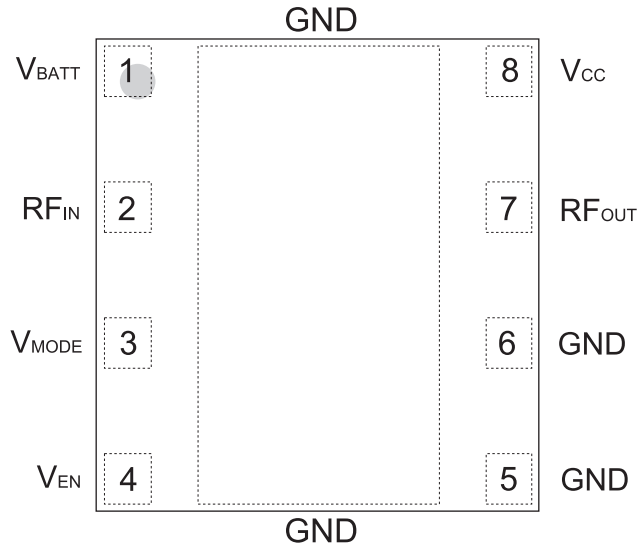 GND
VBATT 1 8 VCC
RFIN 2 7 RFOUT
VMODE 3 6 GND
VEN 4 5 GND
GND